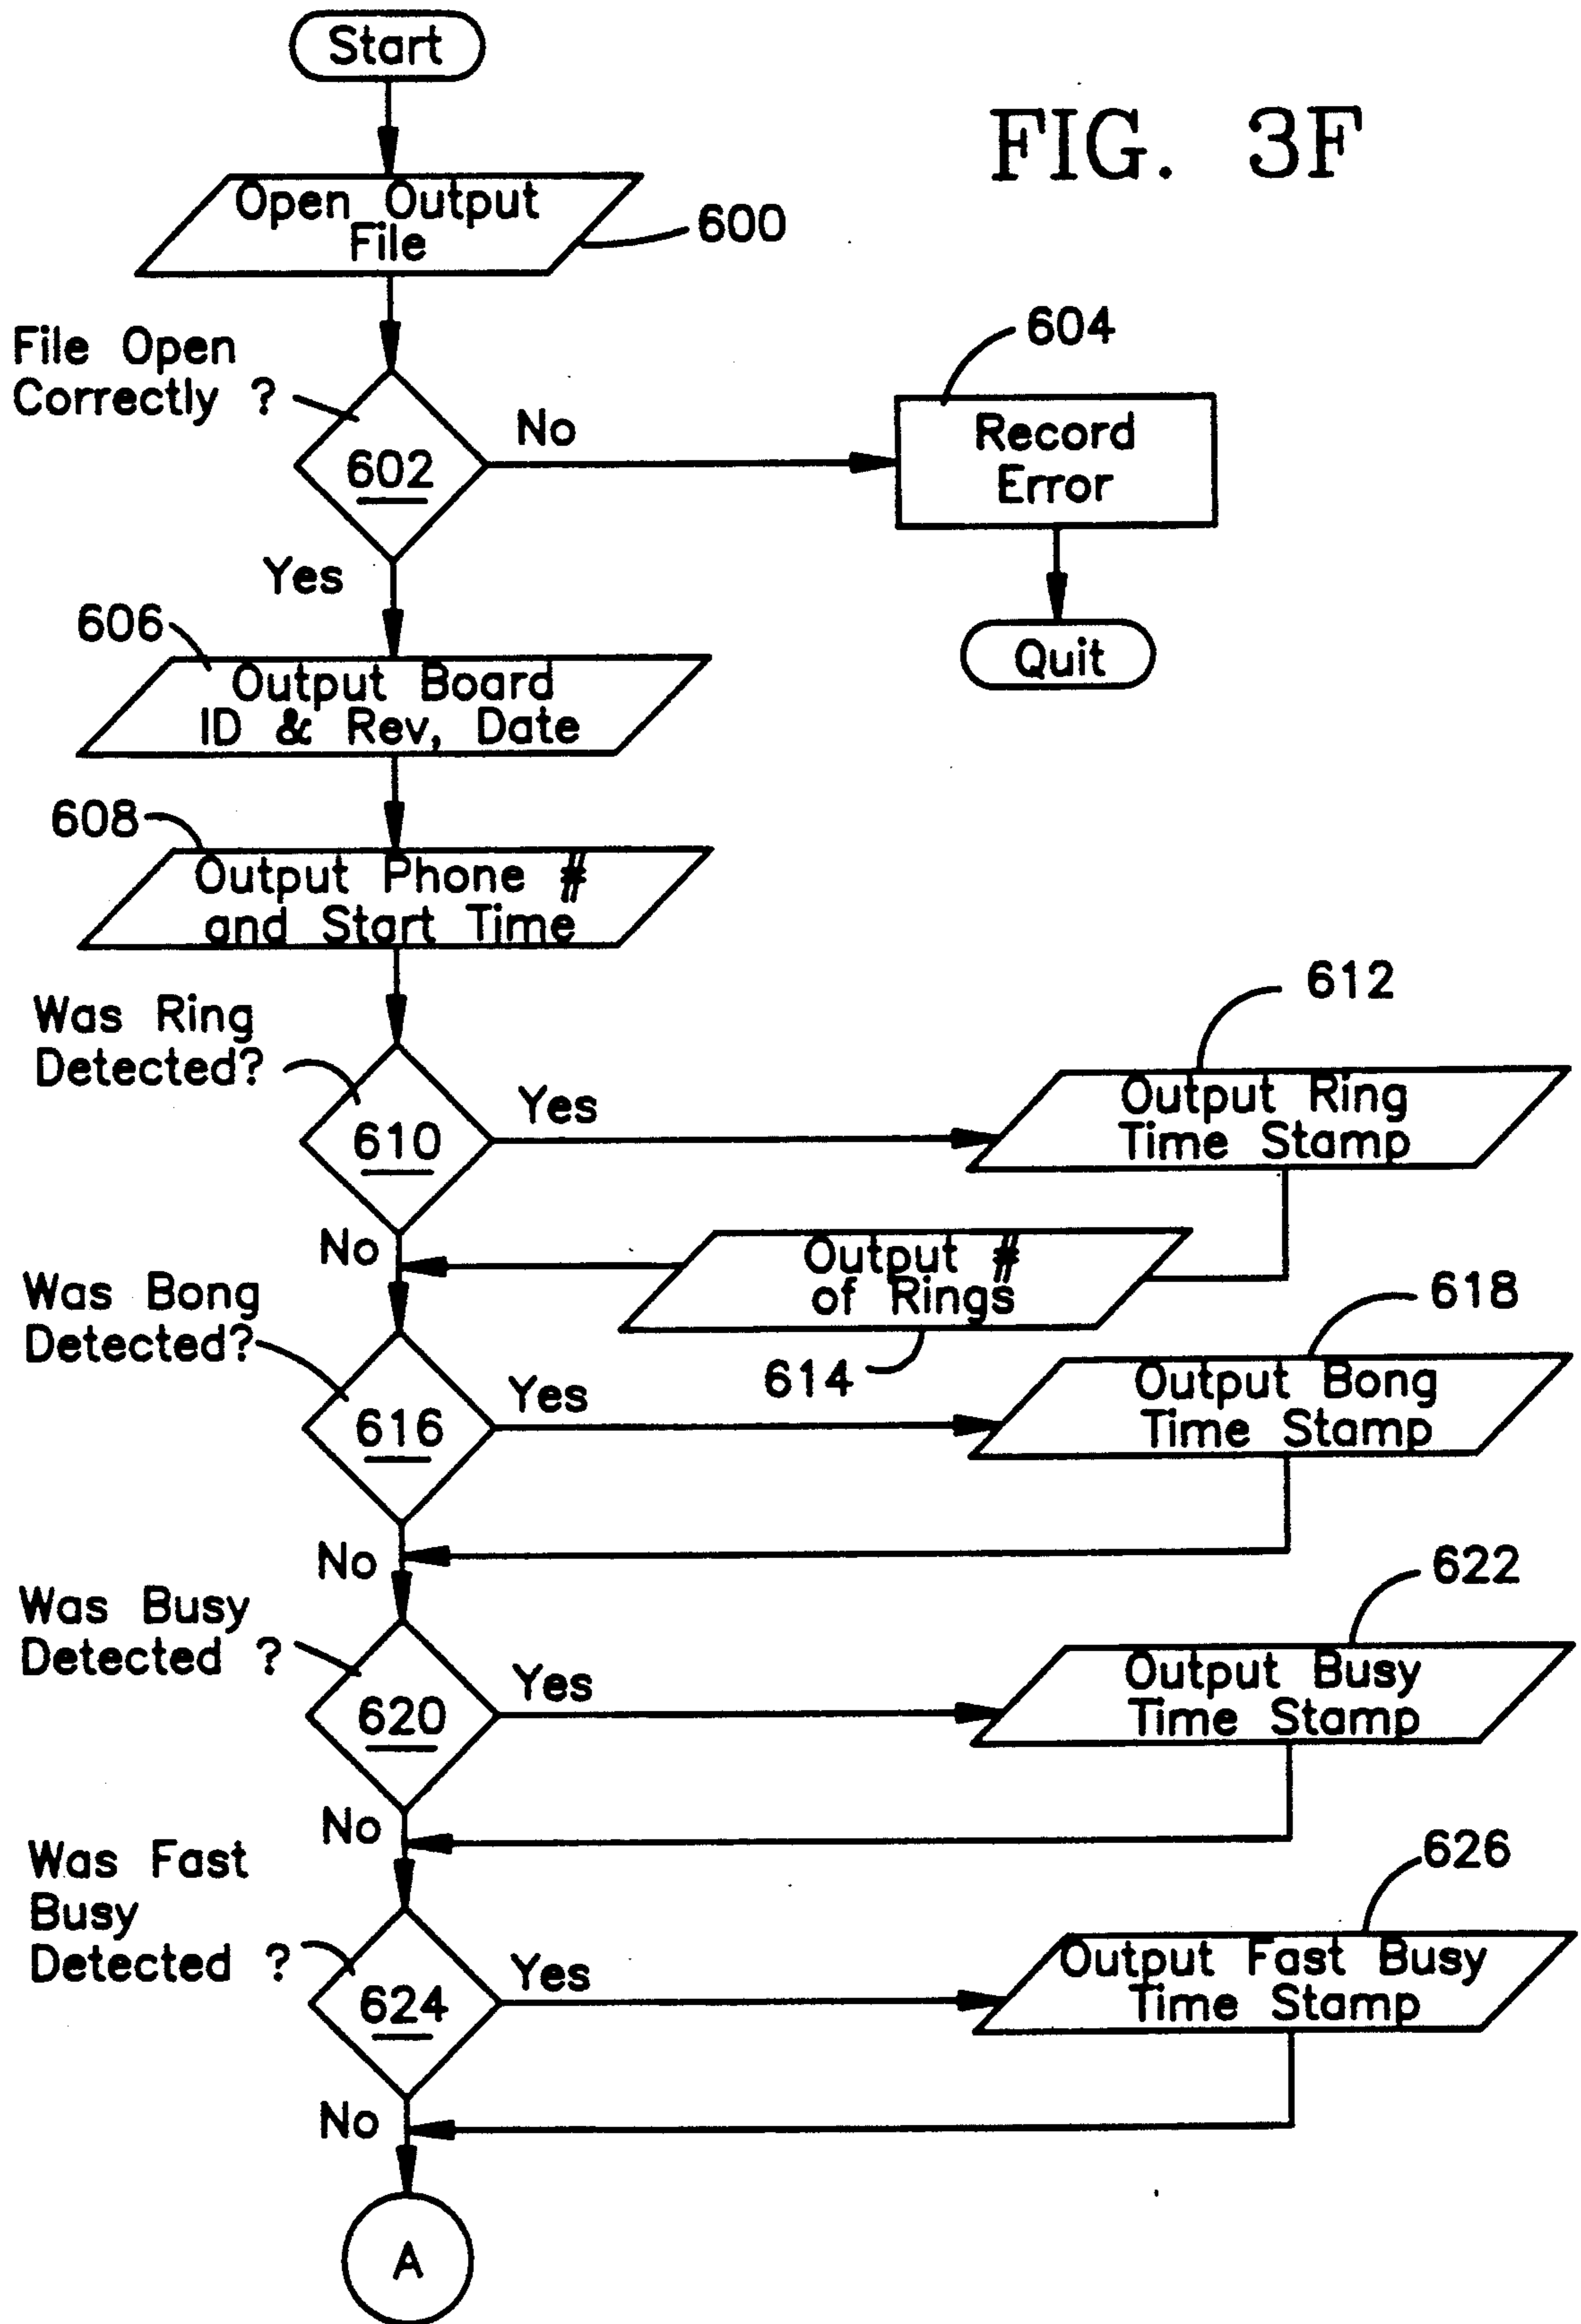 Start
FIG. 3F
Open Output
File
600
File Open
Correctly ?
602
No
604
Record
Error
Yes
Quit
606
Output Board
ID & Rev, Date
608
Output Phone #
and Start Time
Was Ring
Detected?
610
Yes
612
Output Ring
Time Stamp
No
Output #
of Rings
614
Was Bong
Detected?
616
Yes
618
Output Bong
Time Stamp
No
Was Busy
Detected ?
620
Yes
622
Output Busy
Time Stamp
No
Was Fast
Busy
Detected ?
624
Yes
626
Output Fast Busy
Time Stamp
No
A